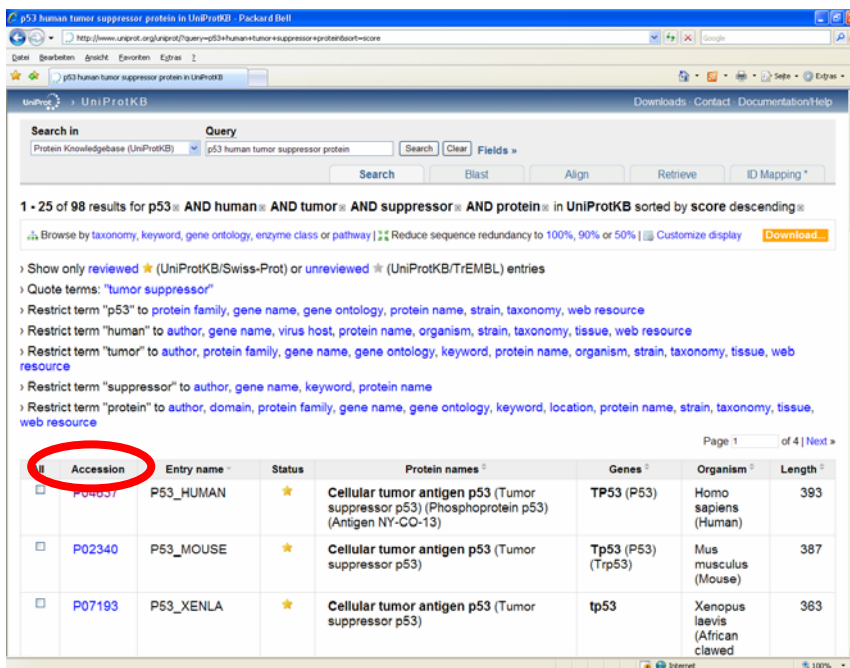 p53 human tumor suppressor protein in UniProtKB - Packard Bell
http://www.uniprot.org/uniprot/?query=p53+human+tumor+suppressor+protein&sort=score
Google
Datei Bearbeiten Ansicht Favoriten Extras ?
p53 human tumor suppressor protein in UniProtKB
Seite Extras
UniProt › UniProtKB
Downloads · Contact · Documentation/Help
Search in Query
Protein Knowledgebase (UniProtKB) p53 human tumor suppressor protein Search Clear Fields »
Search Blast Align Retrieve ID Mapping *
1 - 25 of 98 results for p53 AND human AND tumor AND suppressor AND protein in UniProtKB sorted by score descending
Browse by taxonomy, keyword, gene ontology, enzyme class or pathway | Reduce sequence redundancy to 100%, 90% or 50% | Customize display Download...
› Show only reviewed (UniProtKB/Swiss-Prot) or unreviewed (UniProtKB/TrEMBL) entries
› Quote terms: "tumor suppressor"
› Restrict term "p53" to protein family, gene name, gene ontology, protein name, strain, taxonomy, web resource
› Restrict term "human" to author, gene name, virus host, protein name, organism, strain, taxonomy, tissue, web resource
› Restrict term "tumor" to author, protein family, gene name, gene ontology, keyword, protein name, organism, strain, taxonomy, tissue, web
resource
› Restrict term "suppressor" to author, gene name, keyword, protein name
› Restrict term "protein" to author, domain, protein family, gene name, gene ontology, keyword, location, protein name, strain, taxonomy, tissue,
web resource
Page 1 of 4 | Next »
All Accession Entry name Status Protein names Genes Organism Length
P04637 P53_HUMAN Cellular tumor antigen p53 (Tumor TP53 (P53) Homo 393
suppressor p53) (Phosphoprotein p53) sapiens
(Antigen NY-CO-13) (Human)
P02340 P53_MOUSE Cellular tumor antigen p53 (Tumor Tp53 (P53) Mus 387
suppressor p53) (Trp53) musculus
(Mouse)
P07193 P53_XENLA Cellular tumor antigen p53 (Tumor tp53 Xenopus 363
suppressor p53) laevis
(African
clawed
Internet 100%